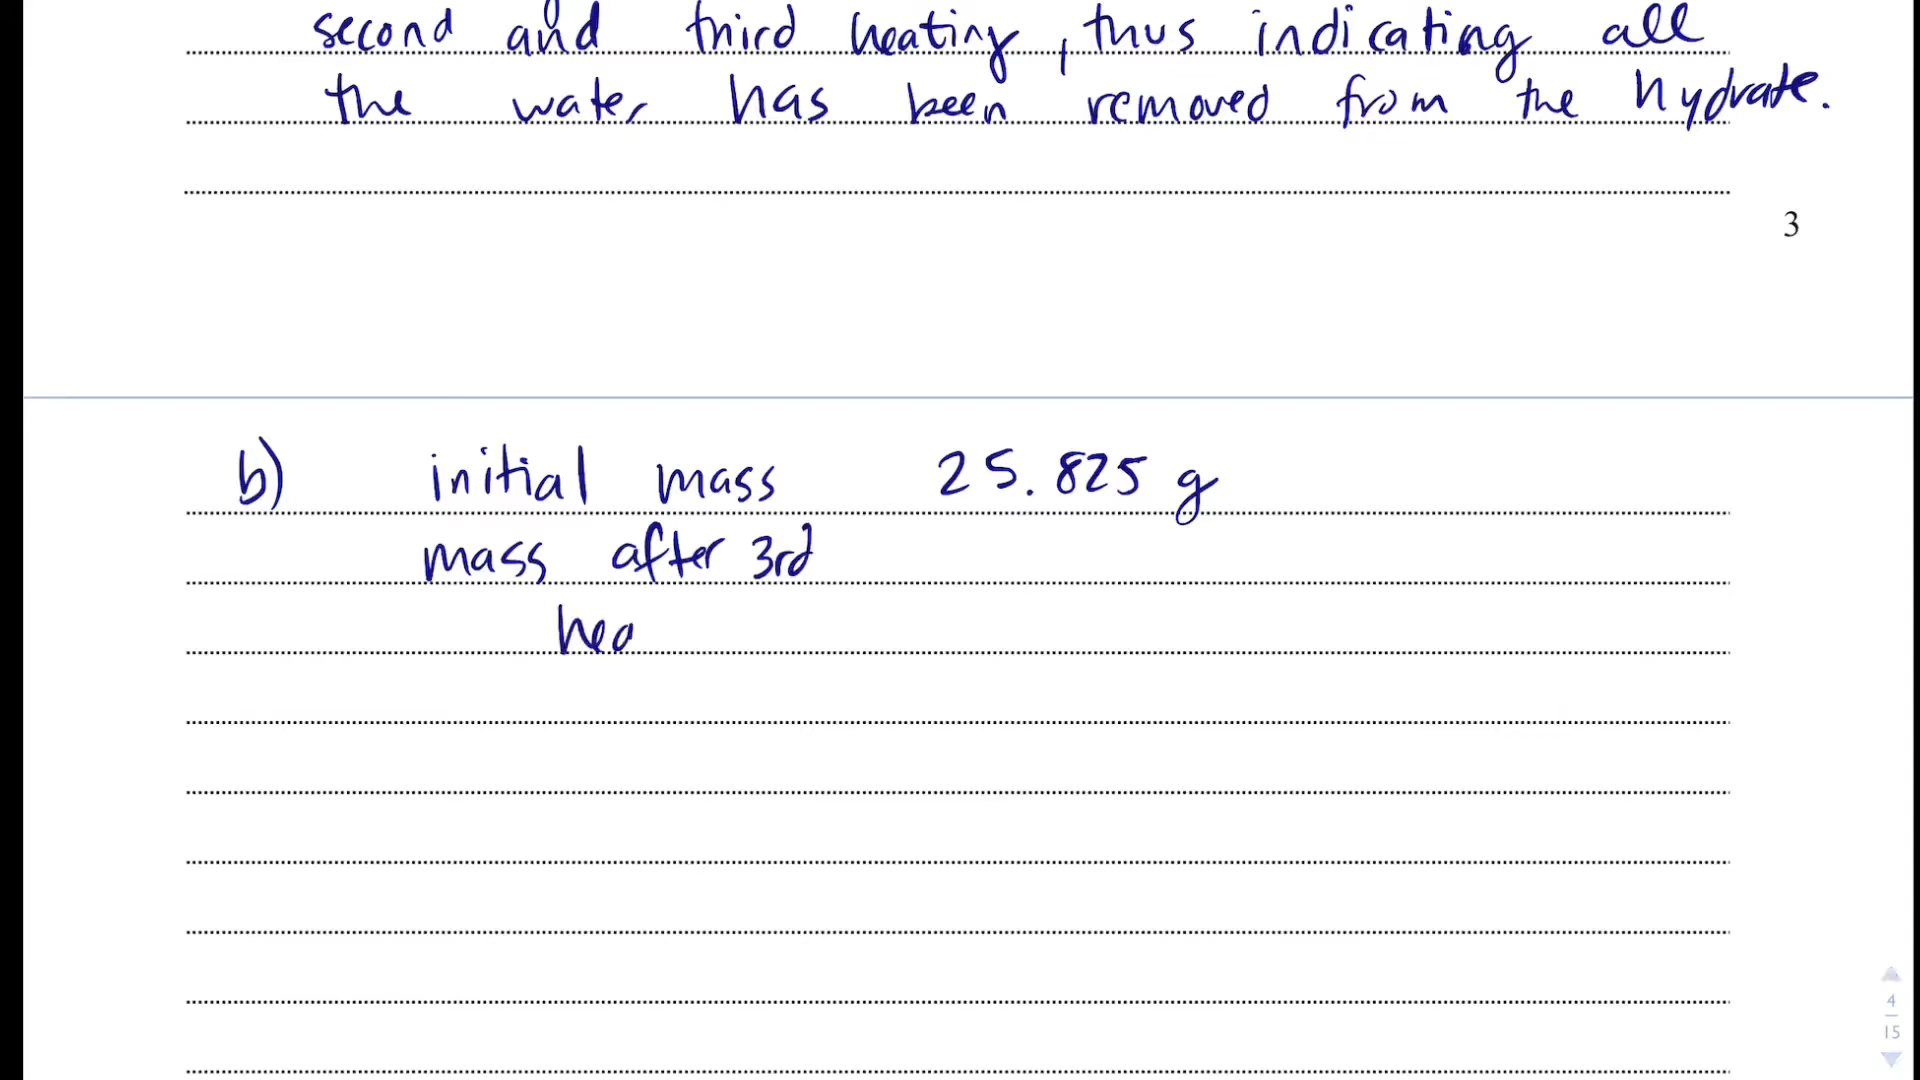 second and third heating, thus indicating all
the water has been removed from the hydrate.
3
b) initial mass 25.825 g
mass after 3rd
hea
4
15